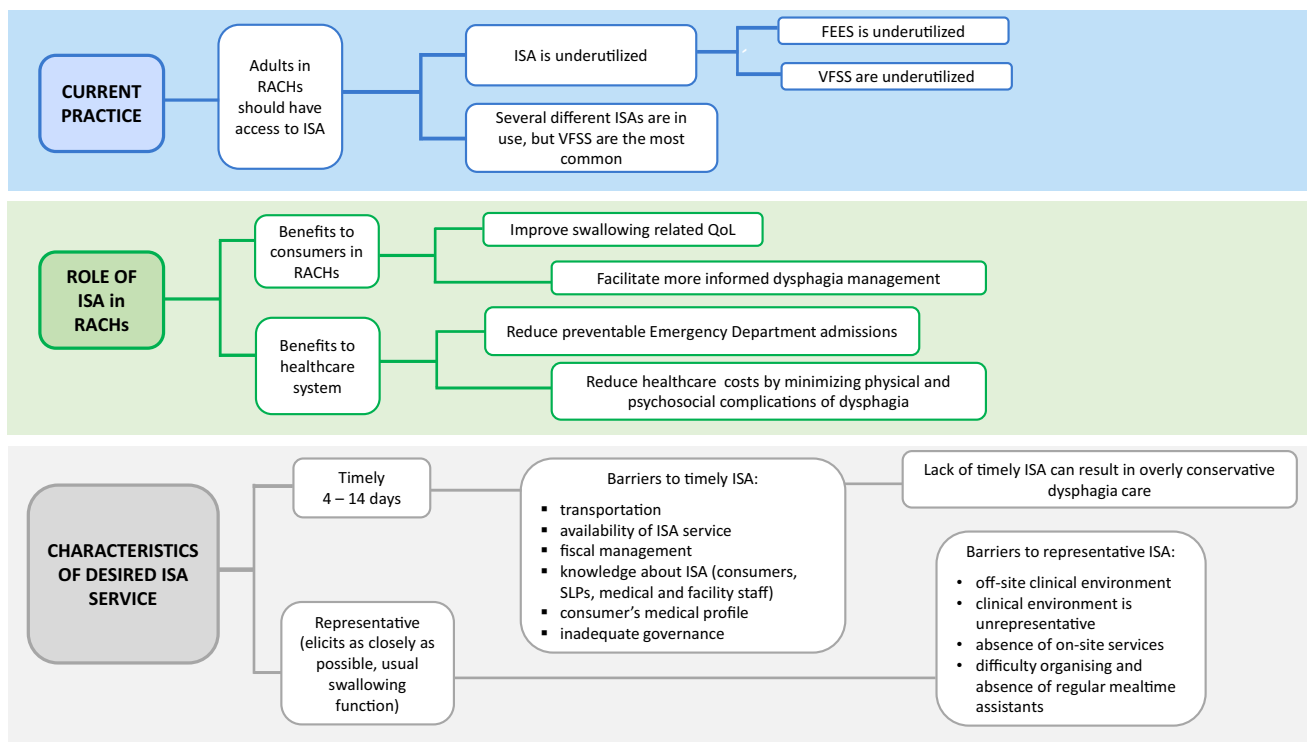 CURRENT
PRACTICE
Adults in
RACHs
should have
access to ISA
ISA is underutilized
FEES is underutilized
VFSS are underutilized
Several different ISAs are in
use, but VFSS are the most
common
ROLE OF
ISA in
RACHs
Benefits to
consumers in
RACHs
Improve swallowing related QoL
Facilitate more informed dysphagia management
Benefits to
healthcare
system
Reduce preventable Emergency Department admissions
Reduce healthcare costs by minimizing physical and
psychosocial complications of dysphagia
CHARACTERISTICS
OF DESIRED ISA
SERVICE
Timely
4 – 14 days
Barriers to timely ISA:
▪ transportation
▪ availability of ISA service
▪ fiscal management
▪ knowledge about ISA (consumers,
SLPs, medical and facility staff)
▪ consumer's medical profile
▪ inadequate governance
Lack of timely ISA can result in overly conservative
dysphagia care
Representative
(elicits as closely as
possible, usual
swallowing
function)
Barriers to representative ISA:
• off-site clinical environment
• clinical environment is
unrepresentative
• absence of on-site services
• difficulty organising and
absence of regular mealtime
assistants